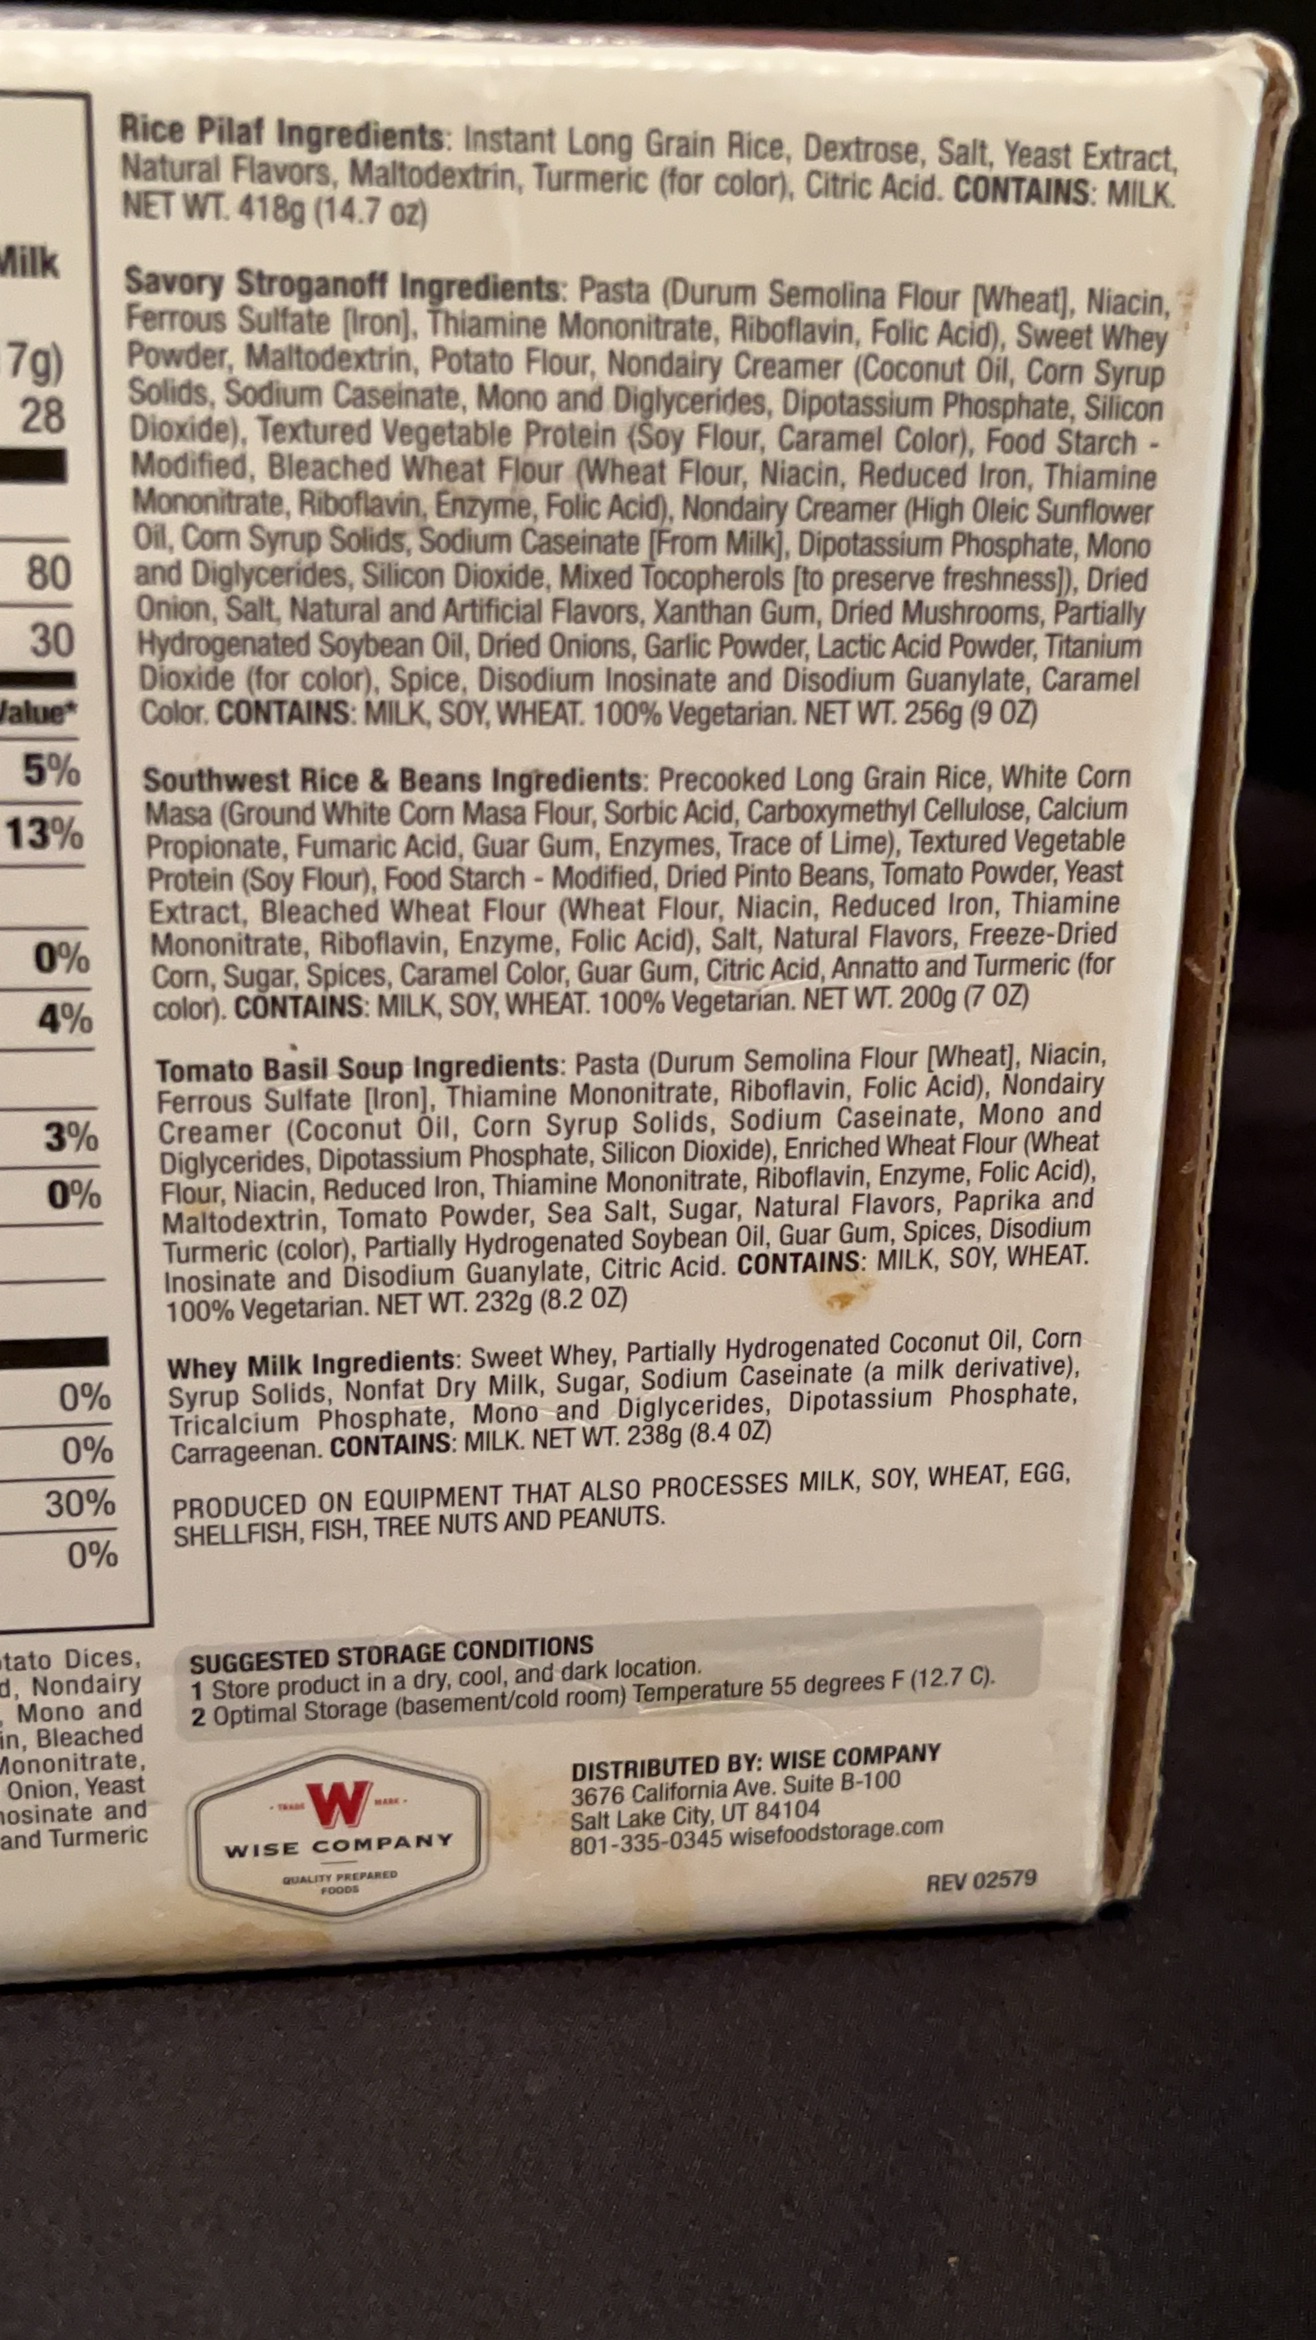 Milk
7g)
28
80
30
Value*
5%
13%
0%
4%
3%
0%
0%
0%
30%
0%
tato Dices,
d, Nondairy
, Mono and
in, Bleached
Mononitrate,
Onion, Yeast
nosinate and
and Turmeric
Rice Pilaf Ingredients: Instant Long Grain Rice, Dextrose, Salt, Yeast Extract,
Natural Flavors, Maltodextrin, Turmeric (for color), Citric Acid. CONTAINS: MILK.
NET WT. 418g (14.7 oz)
Savory Stroganoff Ingredients: Pasta (Durum Semolina Flour [Wheat], Niacin,
Ferrous Sulfate [Iron], Thiamine Mononitrate, Riboflavin, Folic Acid), Sweet Whey
Powder, Maltodextrin, Potato Flour, Nondairy Creamer (Coconut Oil, Corn Syrup
Solids, Sodium Caseinate, Mono and Diglycerides, Dipotassium Phosphate, Silicon
Dioxide), Textured Vegetable Protein (Soy Flour, Caramel Color), Food Starch -
Modified, Bleached Wheat Flour (Wheat Flour, Niacin, Reduced Iron, Thiamine
Mononitrate, Riboflavin, Enzyme, Folic Acid), Nondairy Creamer (High Oleic Sunflower
Oil, Corn Syrup Solids, Sodium Caseinate [From Milk], Dipotassium Phosphate, Mono
and Diglycerides, Silicon Dioxide, Mixed Tocopherols [to preserve freshness]), Dried
Onion, Salt, Natural and Artificial Flavors, Xanthan Gum, Dried Mushrooms, Partially
Hydrogenated Soybean Oil, Dried Onions, Garlic Powder, Lactic Acid Powder, Titanium
Dioxide (for color), Spice, Disodium Inosinate and Disodium Guanylate, Caramel
Color. CONTAINS: MILK, SOY, WHEAT. 100% Vegetarian. NET WT. 256g (9 OZ)
Southwest Rice & Beans Ingredients: Precooked Long Grain Rice, White Corn
Masa (Ground White Corn Masa Flour, Sorbic Acid, Carboxymethyl Cellulose, Calcium
Propionate, Fumaric Acid, Guar Gum, Enzymes, Trace of Lime), Textured Vegetable
Protein (Soy Flour), Food Starch - Modified, Dried Pinto Beans, Tomato Powder, Yeast
Extract, Bleached Wheat Flour (Wheat Flour, Niacin, Reduced Iron, Thiamine
Mononitrate, Riboflavin, Enzyme, Folic Acid), Salt, Natural Flavors, Freeze-Dried
Corn, Sugar, Spices, Caramel Color, Guar Gum, Citric Acid, Annatto and Turmeric (for
color). CONTAINS: MILK, SOY, WHEAT. 100% Vegetarian. NET WT. 200g (7 OZ)
Tomato Basil Soup Ingredients: Pasta (Durum Semolina Flour [Wheat], Niacin,
Ferrous Sulfate [Iron], Thiamine Mononitrate, Riboflavin, Folic Acid), Nondairy
Creamer (Coconut Oil, Corn Syrup Solids, Sodium Caseinate, Mono and
Diglycerides, Dipotassium Phosphate, Silicon Dioxide), Enriched Wheat Flour (Wheat
Flour, Niacin, Reduced Iron, Thiamine Mononitrate, Riboflavin, Enzyme, Folic Acid),
Maltodextrin, Tomato Powder, Sea Salt, Sugar, Natural Flavors, Paprika and
Turmeric (color), Partially Hydrogenated Soybean Oil, Guar Gum, Spices, Disodium
Inosinate and Disodium Guanylate, Citric Acid. CONTAINS: MILK, SOY, WHEAT.
100% Vegetarian. NET WT. 232g (8.2 OZ)
Whey Milk Ingredients: Sweet Whey, Partially Hydrogenated Coconut Oil, Corn
Syrup Solids, Nonfat Dry Milk, Sugar, Sodium Caseinate (a milk derivative),
Tricalcium Phosphate, Mono and Diglycerides, Dipotassium Phosphate,
Carrageenan. CONTAINS: MILK. NET WT. 238g (8.4 OZ)
PRODUCED ON EQUIPMENT THAT ALSO PROCESSES MILK, SOY, WHEAT, EGG,
SHELLFISH, FISH, TREE NUTS AND PEANUTS.
SUGGESTED STORAGE CONDITIONS
1 Store product in a dry, cool, and dark location.
2 Optimal Storage (basement/cold room) Temperature 55 degrees F (12.7 C).
- TRADE W MARK -
WISE COMPANY
QUALITY PREPARED
FOODS
DISTRIBUTED BY: WISE COMPANY
3676 California Ave. Suite B-100
Salt Lake City, UT 84104
801-335-0345 wisefoodstorage.com
REV 02579